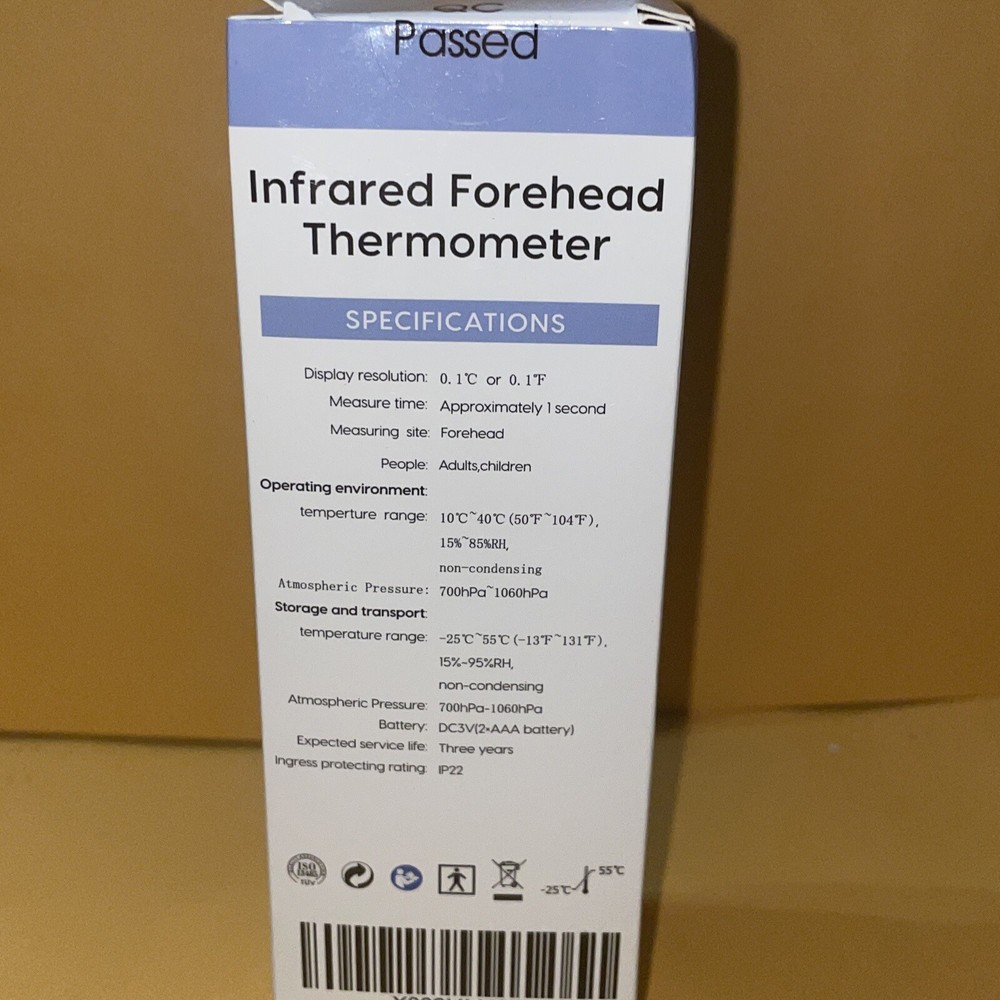 QC
Passed
Infrared Forehead
Thermometer
SPECIFICATIONS
Display resolution: 0.1℃ or 0.1℉
Measure time: Approximately 1 second
Measuring site: Forehead
People: Adults,children
Operating environment:
temperture range: 10℃~40℃(50℉~104℉),
15%~85%RH,
non-condensing
Atmospheric Pressure: 700hPa~1060hPa
Storage and transport:
temperature range: -25℃~55℃(-13℉~131℉),
15%~95%RH,
non-condensing
Atmospheric Pressure: 700hPa-1060hPa
Battery: DC3V(2×AAA battery)
Expected service life: Three years
Ingress protecting rating: IP22
ISO
TÜV
-25℃
55℃